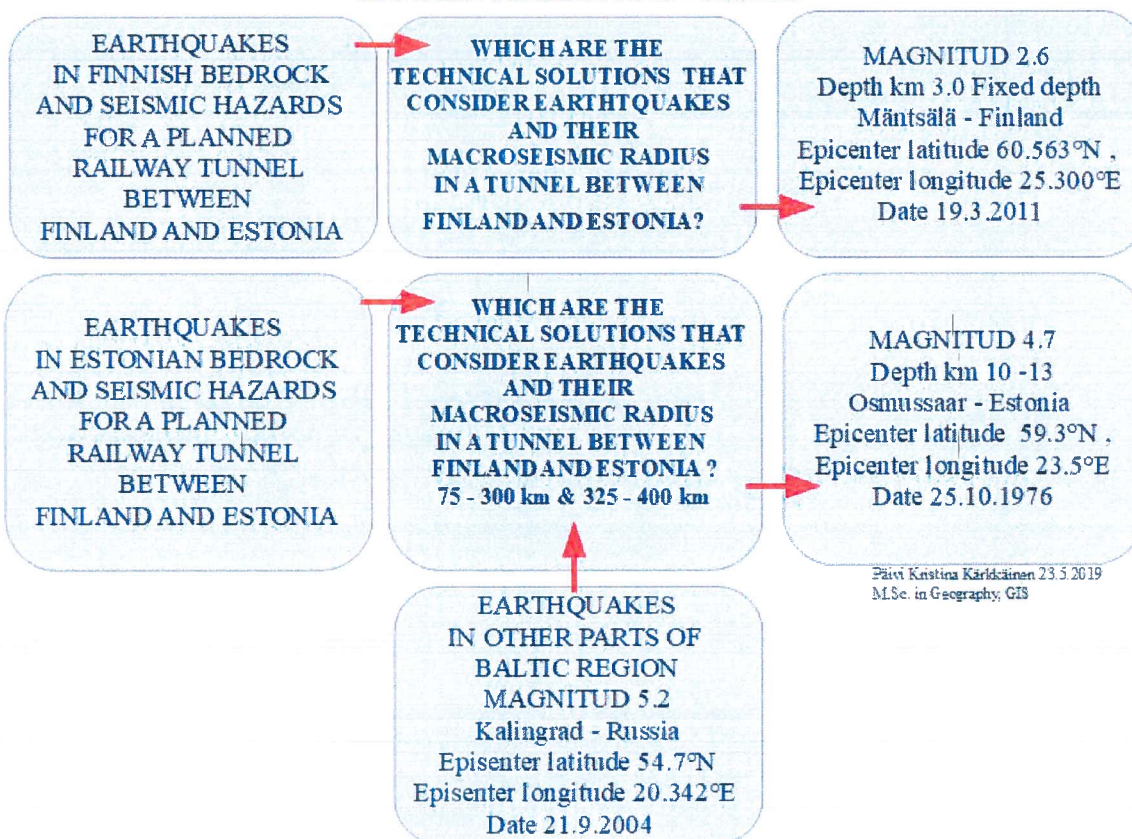 EARTHQUAKES
IN FINNISH BEDROCK
AND SEISMIC HAZARDS
FOR A PLANNED
RAILWAY TUNNEL
BETWEEN
FINLAND AND ESTONIA
WHICH ARE THE
TECHNICAL SOLUTIONS THAT
CONSIDER EARTHTQUAKES
AND THEIR
MACROSEISMIC RADIUS
IN A TUNNEL BETWEEN
FINLAND AND ESTONIA?
MAGNITUD 2.6
Depth km 3.0 Fixed depth
Mäntsälä - Finland
Epicenter latitude 60.563°N ,
Epicenter longitude 25.300°E
Date 19.3.2011
EARTHQUAKES
IN ESTONIAN BEDROCK
AND SEISMIC HAZARDS
FOR A PLANNED
RAILWAY TUNNEL
BETWEEN
FINLAND AND ESTONIA
WHICH ARE THE
TECHNICAL SOLUTIONS THAT
CONSIDER EARTHQUAKES
AND THEIR
MACROSEISMIC RADIUS
IN A TUNNEL BETWEEN
FINLAND AND ESTONIA ?
75 - 300 km & 325 - 400 km
MAGNITUD 4.7
Depth km 10 -13
Osmussaar - Estonia
Epicenter latitude 59.3°N ,
Epicenter longitude 23.5°E
Date 25.10.1976
Päivi Kristina Kärkkäinen 23.5.2019
M.Sc. in Geography, GIS
EARTHQUAKES
IN OTHER PARTS OF
BALTIC REGION
MAGNITUD 5.2
Kalingrad - Russia
Episenter latitude 54.7°N
Episenter longitude 20.342°E
Date 21.9.2004